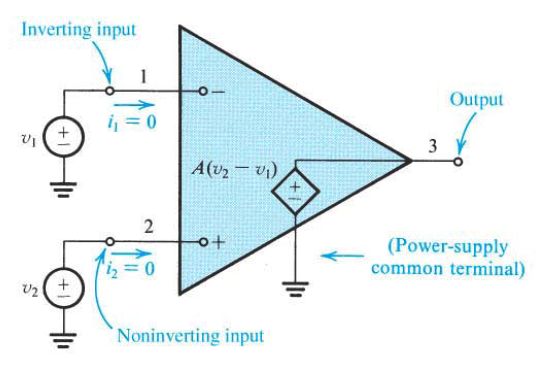 Inverting input
1
i₁ = 0
v₁
+
−
−
Output
3
A(v₂ − v₁)
+
−
2
+
i₂ = 0
(Power-supply
common terminal)
v₂
+
−
Noninverting input